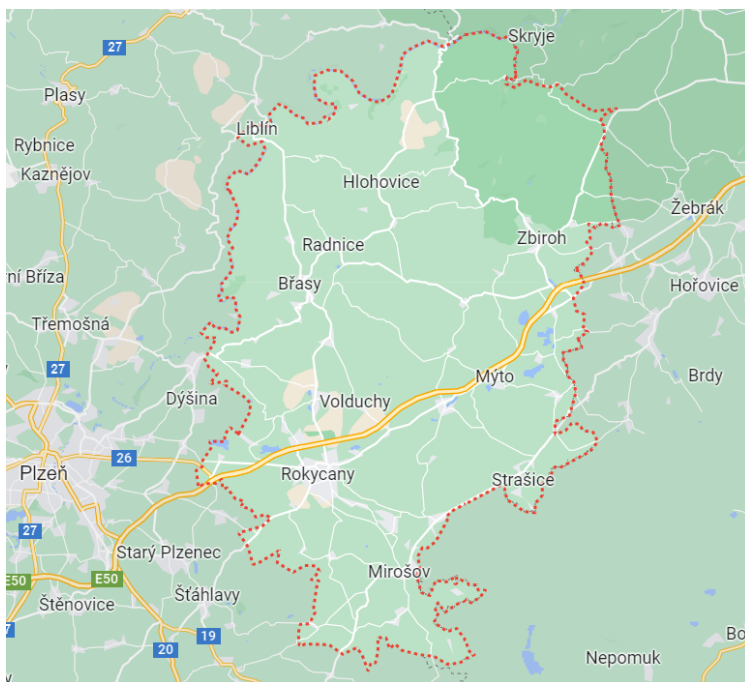 27
Skryje
Plasy
Liblín
Rybnice
Kaznějov
Hlohovice
Žebrák
Zbiroh
Radnice
rní Bříza
Břasy
Hořovice
Třemošná
27
Mýto
Brdy
Dýšina
Volduchy
26
Plzeň
Rokycany
Strašice
27
Starý Plzenec
Mirošov
E50
E50
Šťáhlavy
Štěnovice
7
19
Bo
20
Nepomuk
w